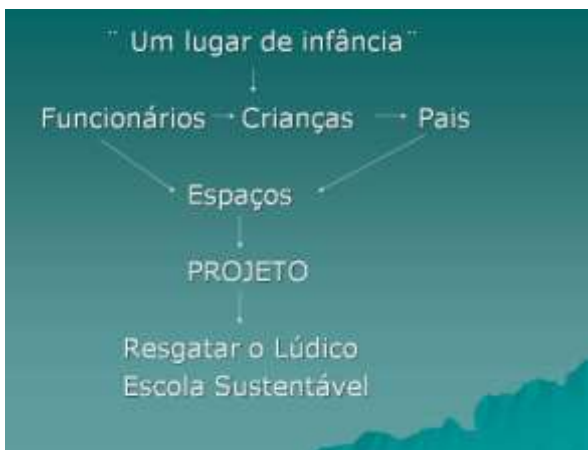 ¨ Um lugar de infância¨
Funcionários → Crianças → Pais
Espaços
PROJETO
Resgatar o Lúdico
Escola Sustentável